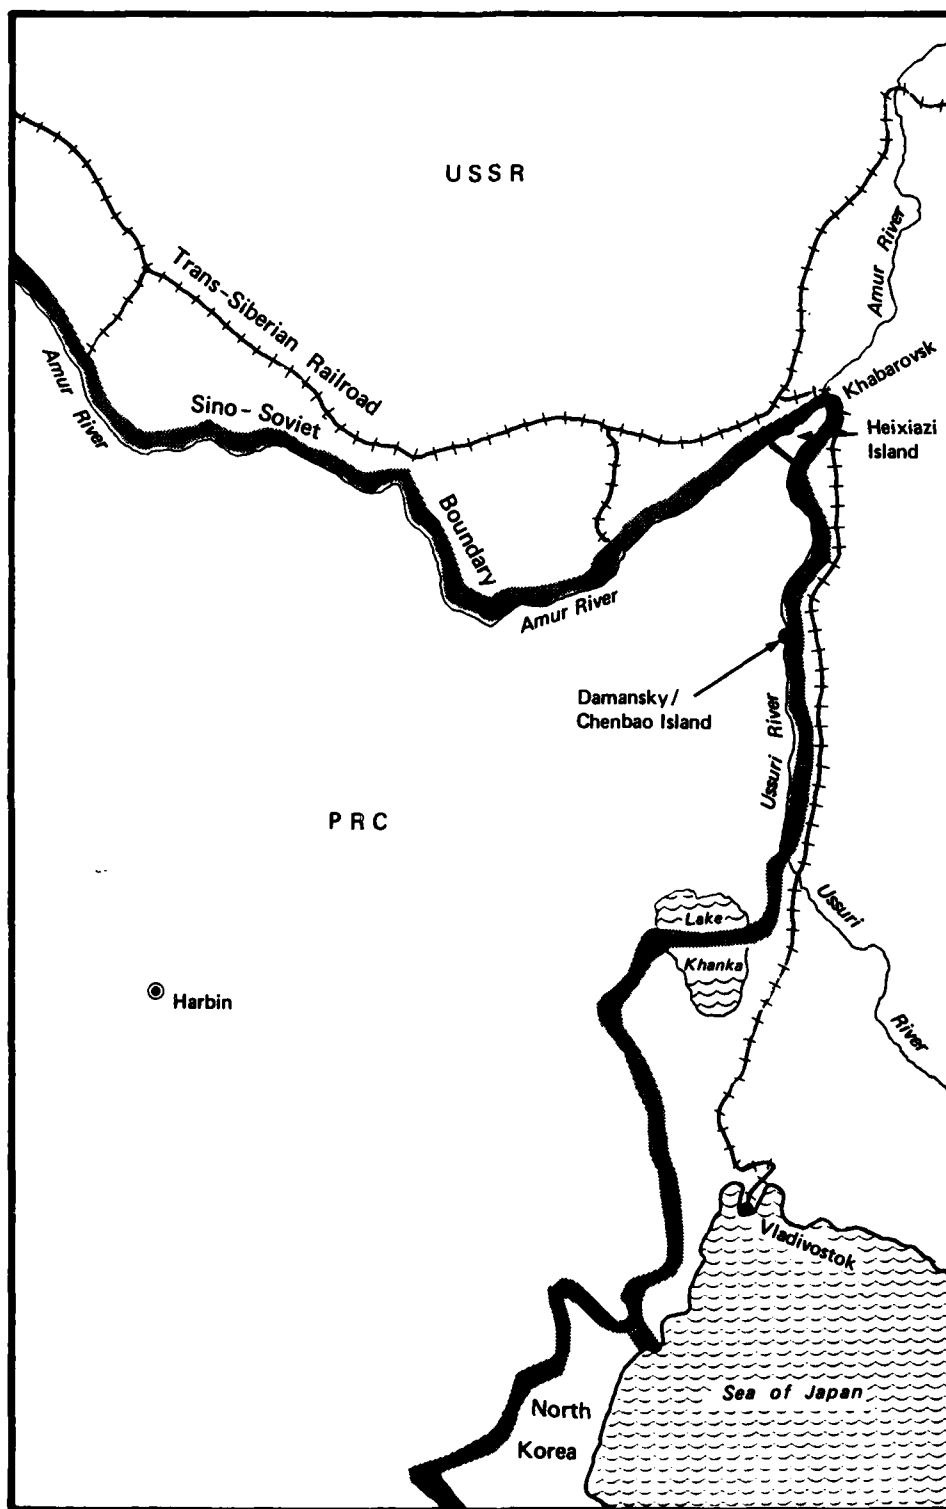 USSR
Amur River
Trans-Siberian Railroad
Amur River
Khabarovsk
Sino-Soviet
Boundary
Heixiazi
Island
Amur River
Damansky/
Chenbao Island
Ussuri River
PRC
Ussuri
River
Lake
Khanka
Harbin
Vladivostok
Sea of Japan
North
Korea